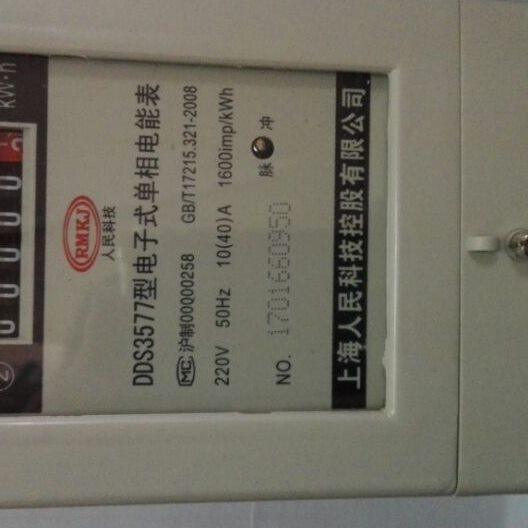 kW·h
00000
RMKJ
人民科技
DDS3577型电子式单相电能表
MC 沪制00000258 GB/T17215.321-2008
220V 50Hz 10(40)A 1600imp/kWh
脉 冲
NO. 1701660950
上海人民科技控股有限公司
2